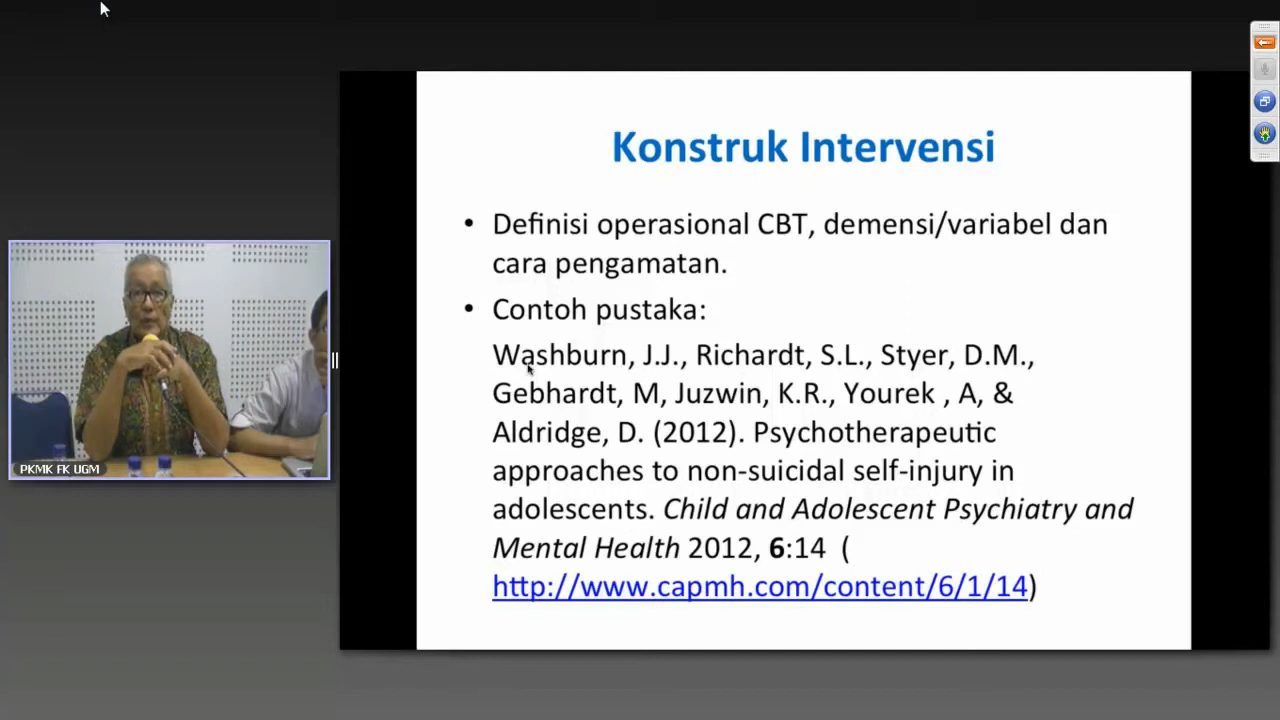 Konstruk Intervensi
• Definisi operasional CBT, demensi/variabel dan
cara pengamatan.
• Contoh pustaka:
Washburn, J.J., Richardt, S.L., Styer, D.M.,
Gebhardt, M, Juzwin, K.R., Yourek , A, &
Aldridge, D. (2012). Psychotherapeutic
approaches to non-suicidal self-injury in
adolescents. Child and Adolescent Psychiatry and
Mental Health 2012, 6:14 (
http://www.capmh.com/content/6/1/14)
PKMK FK UGM